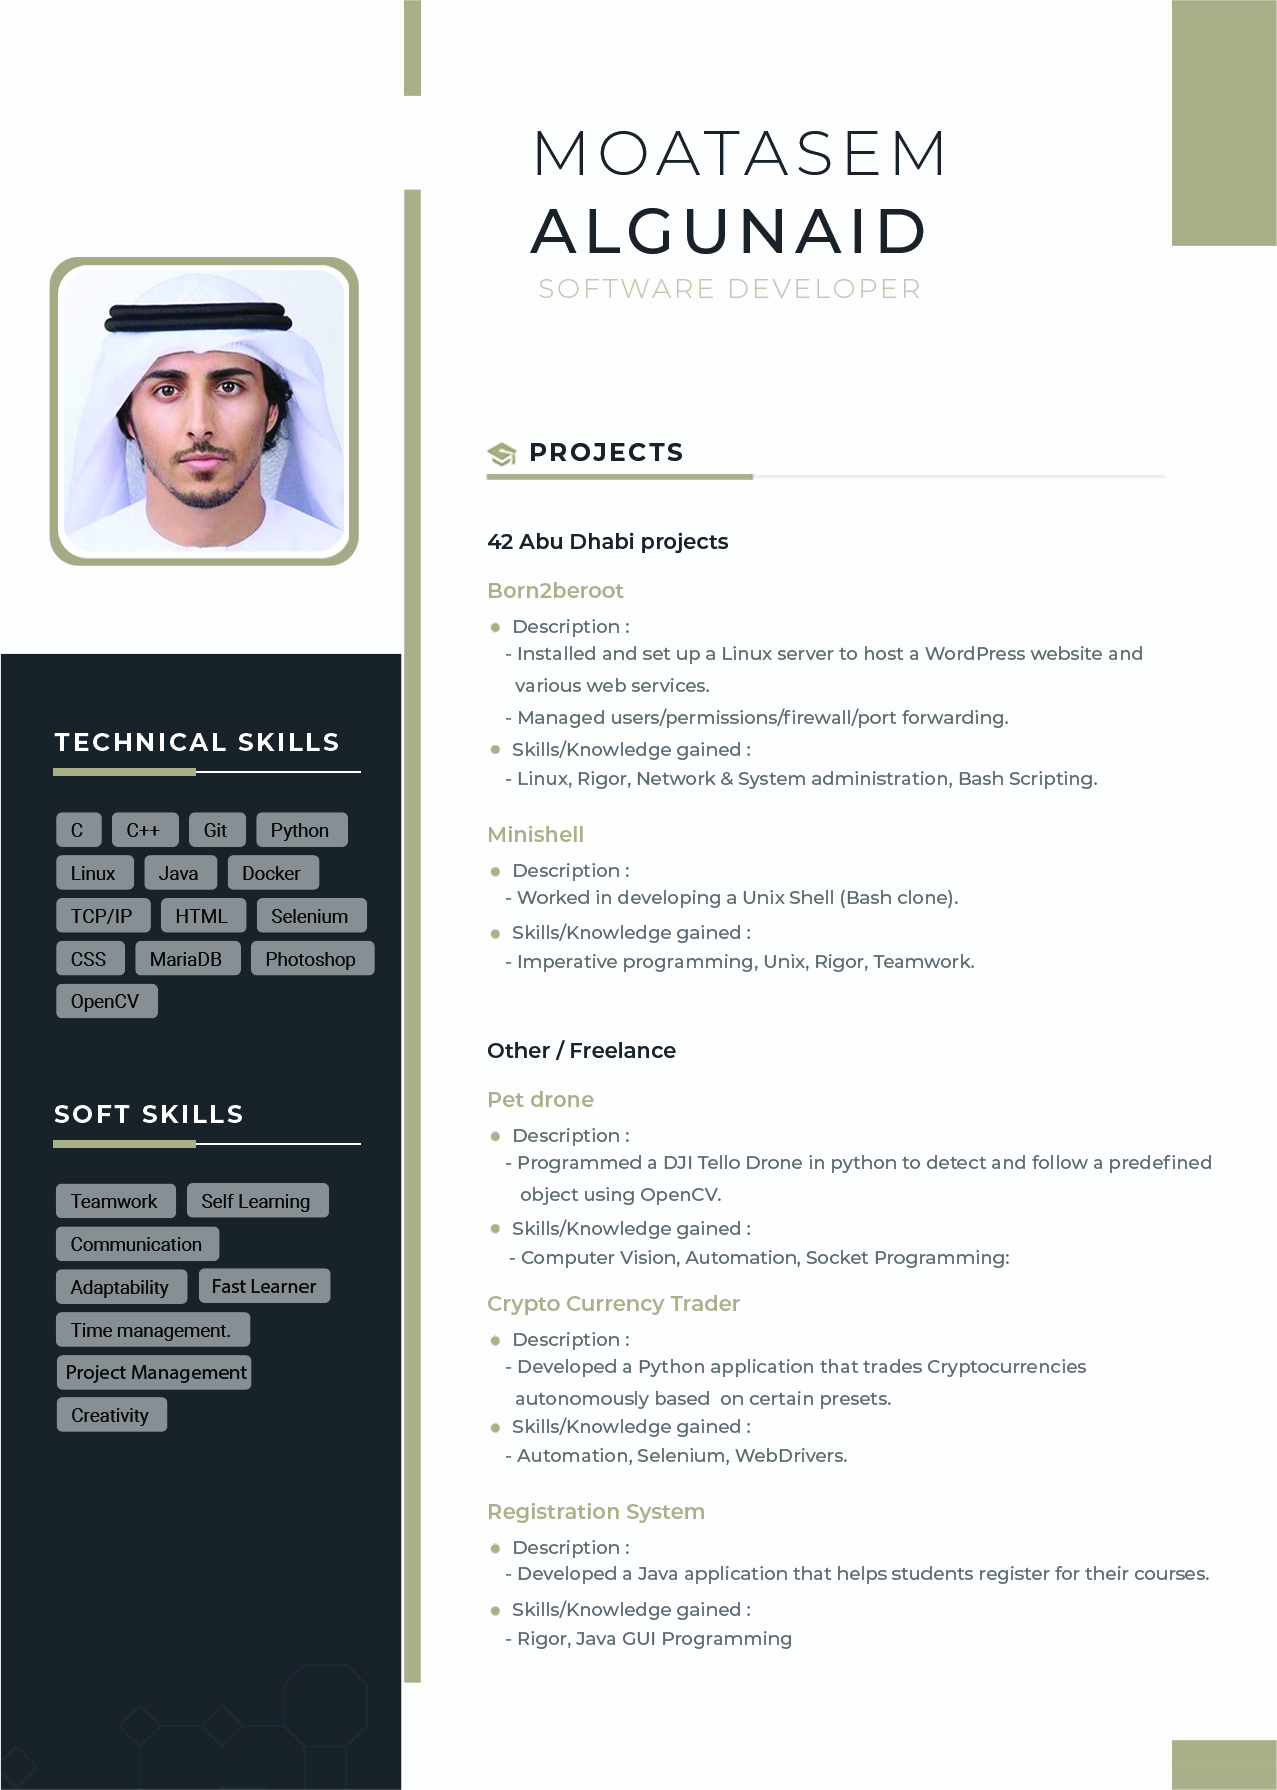 MOATASEM
ALGUNAID
SOFTWARE DEVELOPER
TECHNICAL SKILLS
C C++ Git Python
Linux Java Docker
TCP/IP HTML Selenium
CSS MariaDB Photoshop
OpenCV
SOFT SKILLS
Teamwork Self Learning
Communication
Adaptability Fast Learner
Time management.
Project Management
Creativity
PROJECTS
42 Abu Dhabi projects
Born2beroot
Description :
- Installed and set up a Linux server to host a WordPress website and
various web services.
- Managed users/permissions/firewall/port forwarding.
Skills/Knowledge gained :
- Linux, Rigor, Network & System administration, Bash Scripting.
Minishell
Description :
- Worked in developing a Unix Shell (Bash clone).
Skills/Knowledge gained :
- Imperative programming, Unix, Rigor, Teamwork.
Other / Freelance
Pet drone
Description :
- Programmed a DJI Tello Drone in python to detect and follow a predefined
object using OpenCV.
Skills/Knowledge gained :
- Computer Vision, Automation, Socket Programming:
Crypto Currency Trader
Description :
- Developed a Python application that trades Cryptocurrencies
autonomously based  on certain presets.
Skills/Knowledge gained :
- Automation, Selenium, WebDrivers.
Registration System
Description :
- Developed a Java application that helps students register for their courses.
Skills/Knowledge gained :
- Rigor, Java GUI Programming